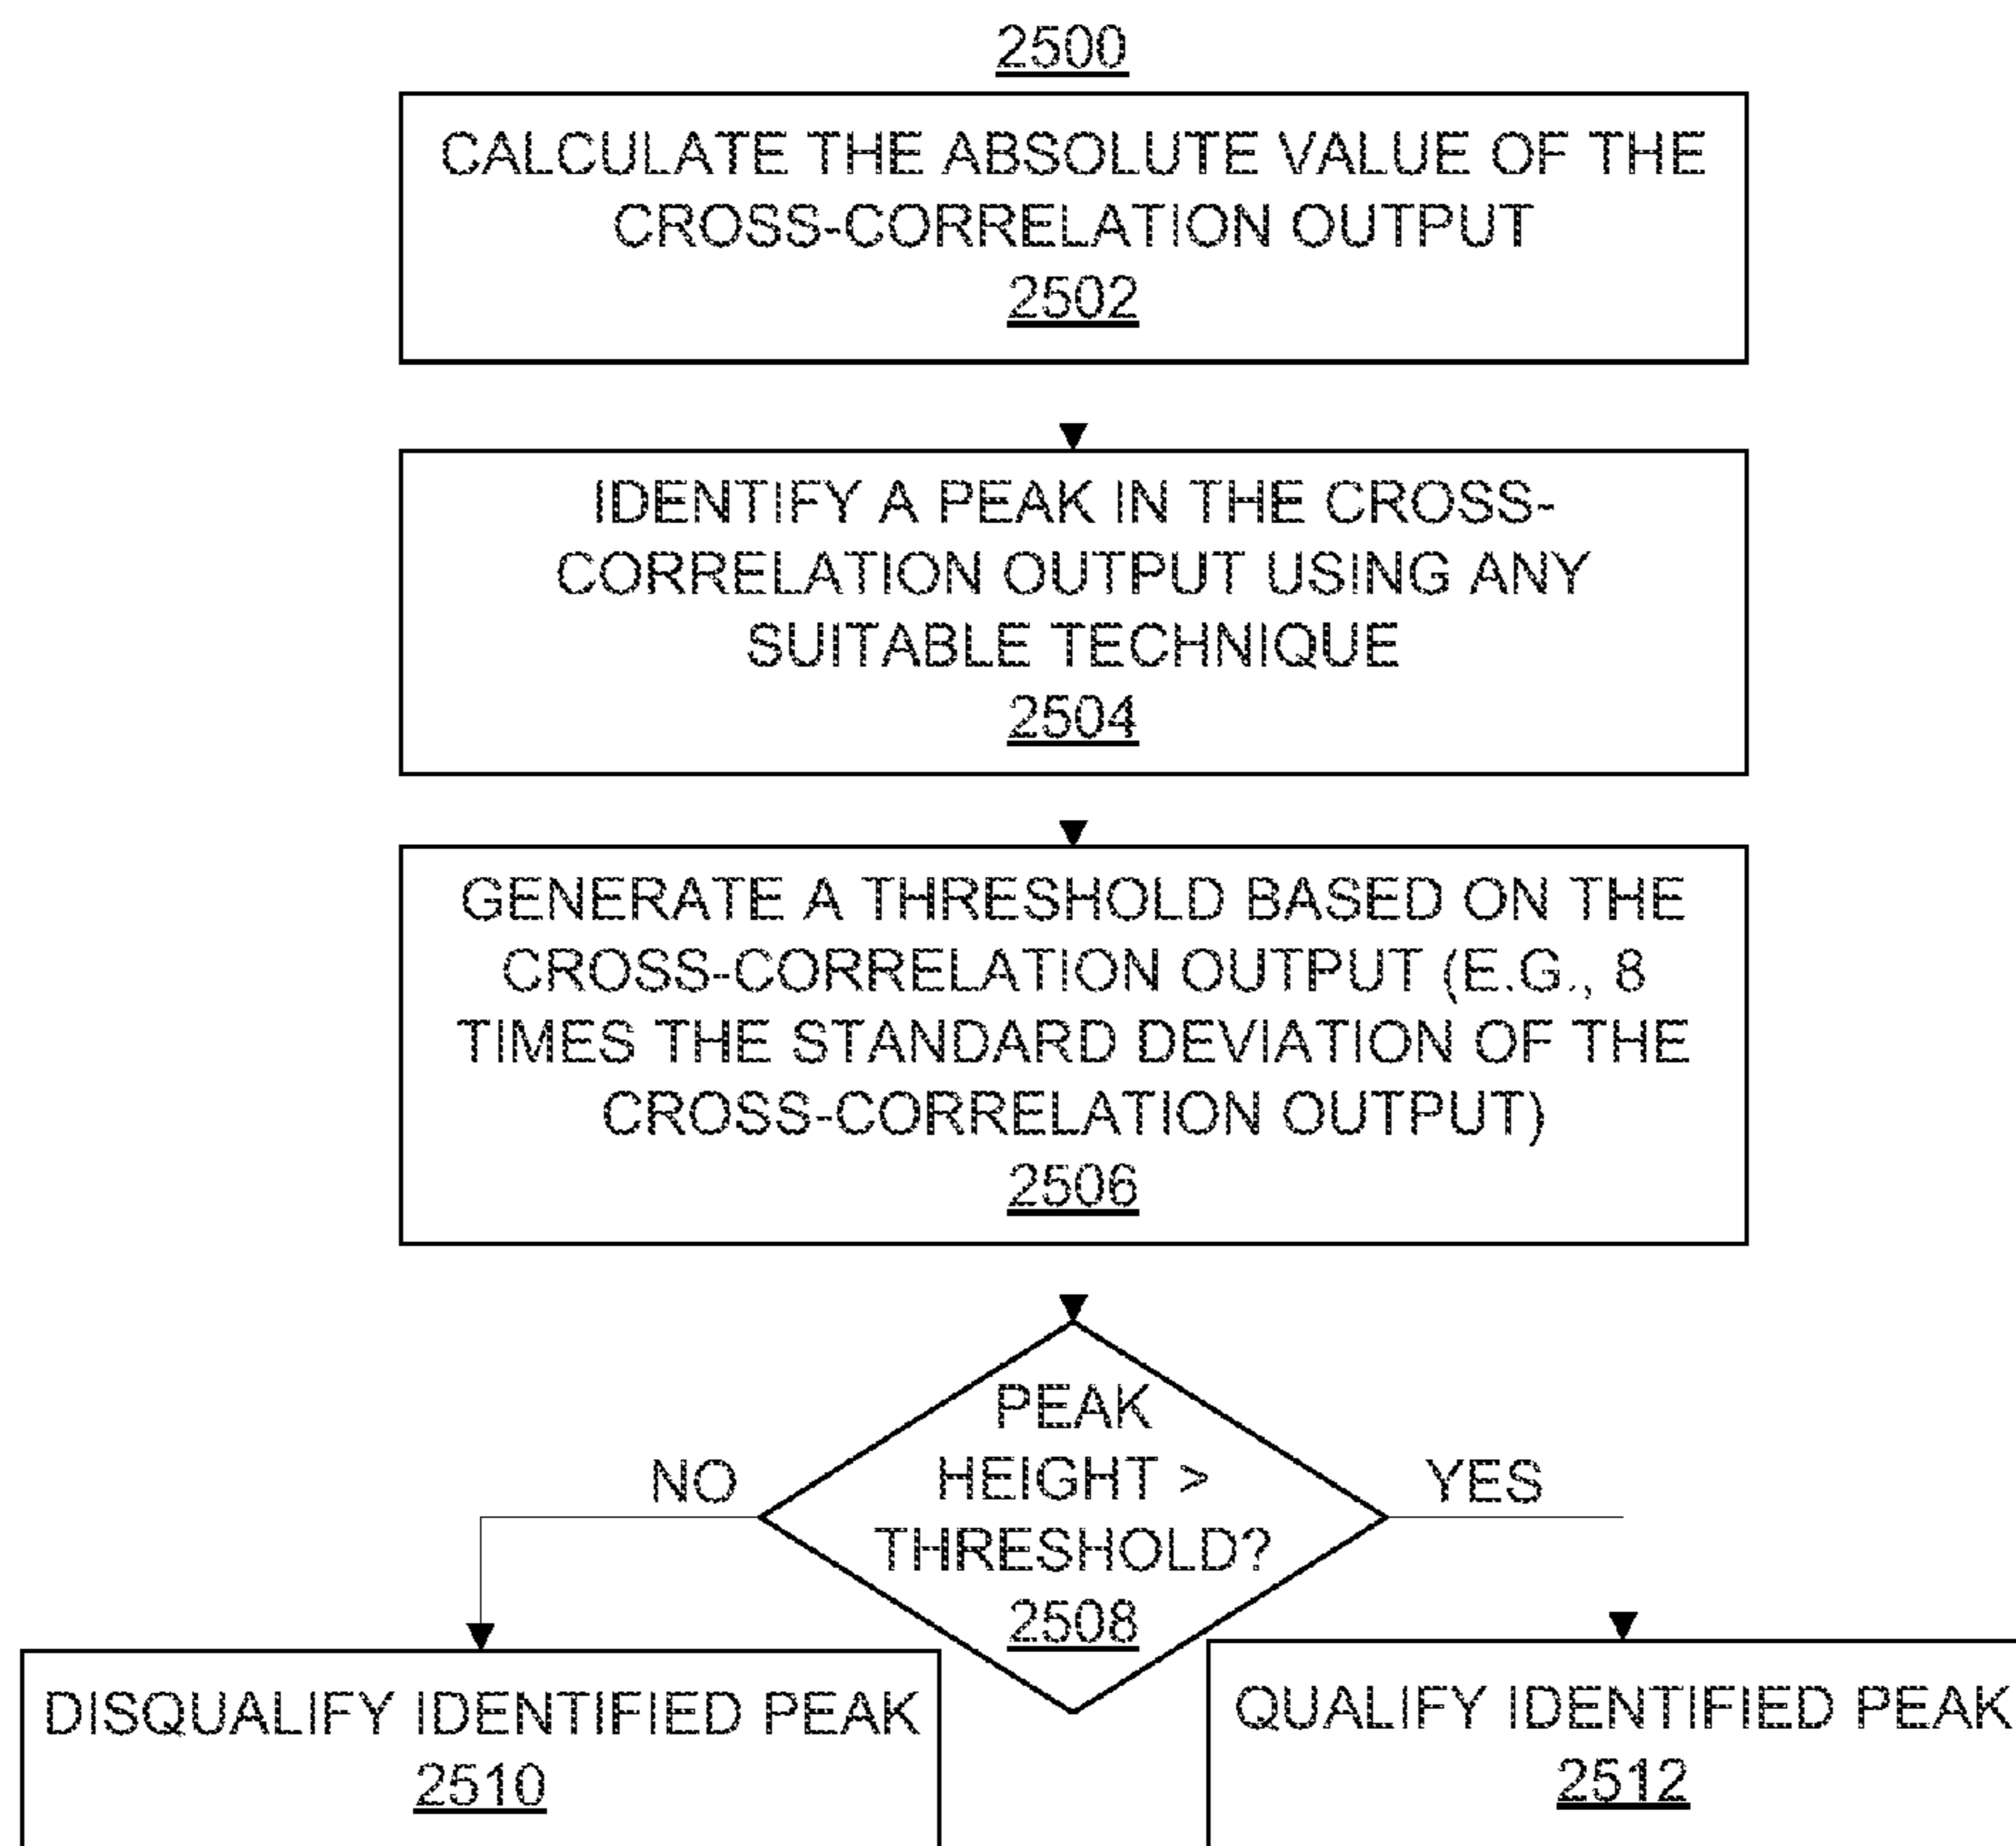 2500
CALCULATE THE ABSOLUTE VALUE OF THE
CROSS-CORRELATION OUTPUT
2502
IDENTIFY A PEAK IN THE CROSS-
CORRELATION OUTPUT USING ANY
SUITABLE TECHNIQUE
2504
GENERATE A THRESHOLD BASED ON THE
CROSS-CORRELATION OUTPUT (E.G., 8
TIMES THE STANDARD DEVIATION OF THE
CROSS-CORRELATION OUTPUT)
2506
PEAK
HEIGHT >
THRESHOLD?
2508
NO
YES
DISQUALIFY IDENTIFIED PEAK
2510
QUALIFY IDENTIFIED PEAK
2512